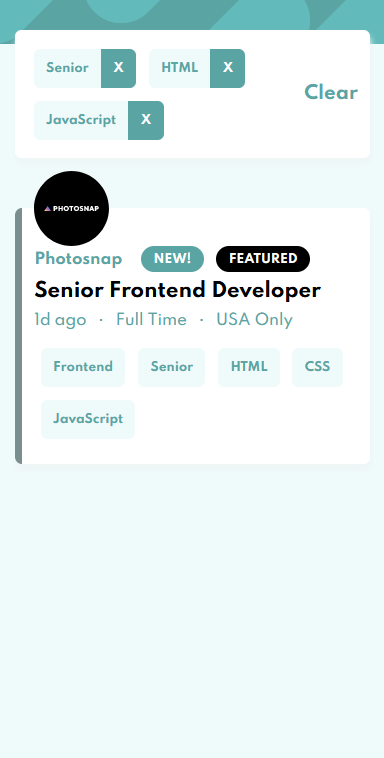 Senior X HTML X
Clear
JavaScript X
PHOTOSNAP
Photosnap NEW! FEATURED
Senior Frontend Developer
1d ago · Full Time · USA Only
Frontend Senior HTML CSS
JavaScript